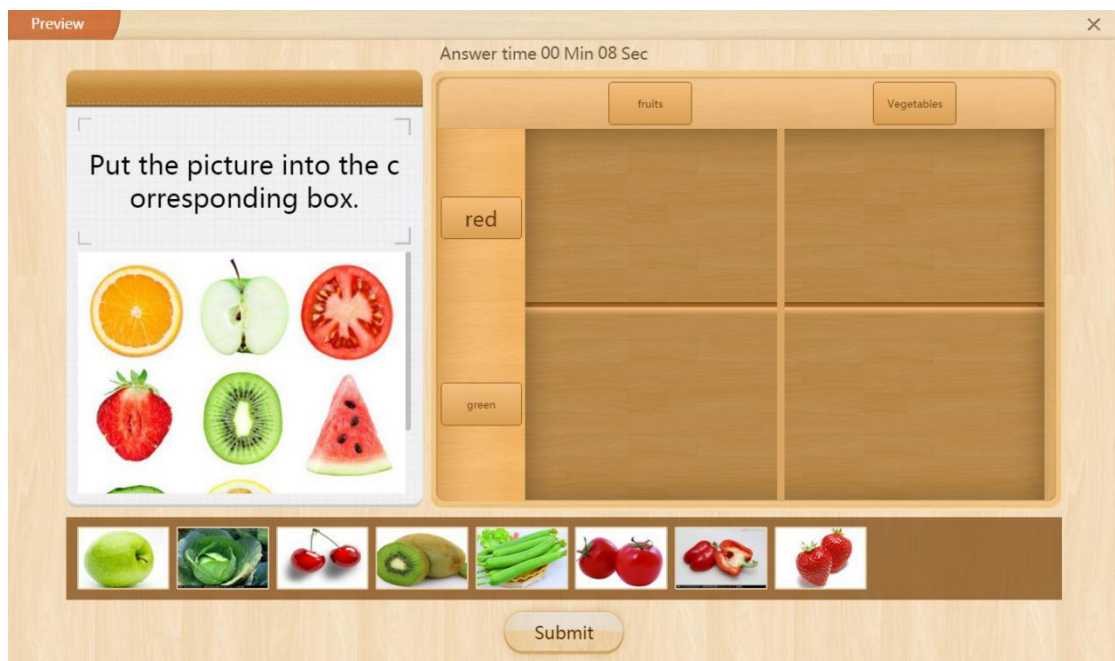 Preview
Answer time 00 Min 08 Sec
Put the picture into the c
orresponding box.
fruits
Vegetables
red
green
Submit